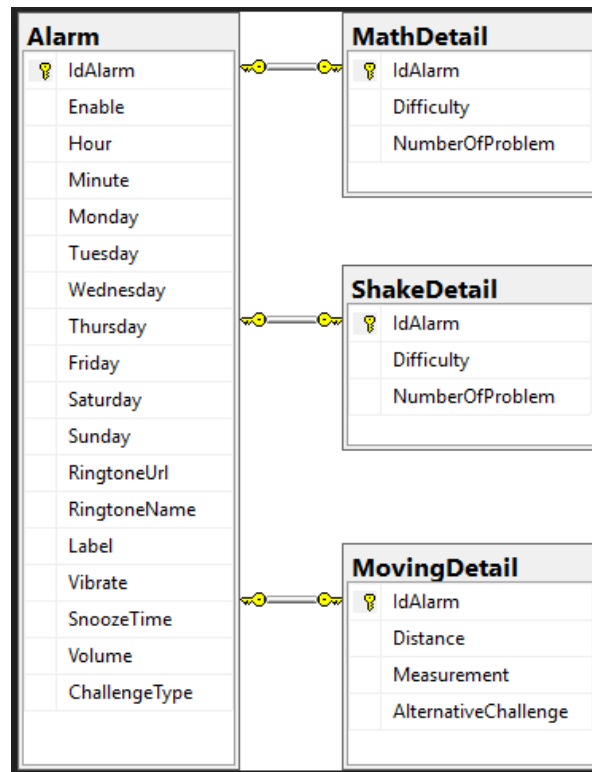 Alarm
IdAlarm
Enable
Hour
Minute
Monday
Tuesday
Wednesday
Thursday
Friday
Saturday
Sunday
RingtoneUrl
RingtoneName
Label
Vibrate
SnoozeTime
Volume
ChallengeType
MathDetail
IdAlarm
Difficulty
NumberOfProblem
ShakeDetail
IdAlarm
Difficulty
NumberOfProblem
MovingDetail
IdAlarm
Distance
Measurement
AlternativeChallenge